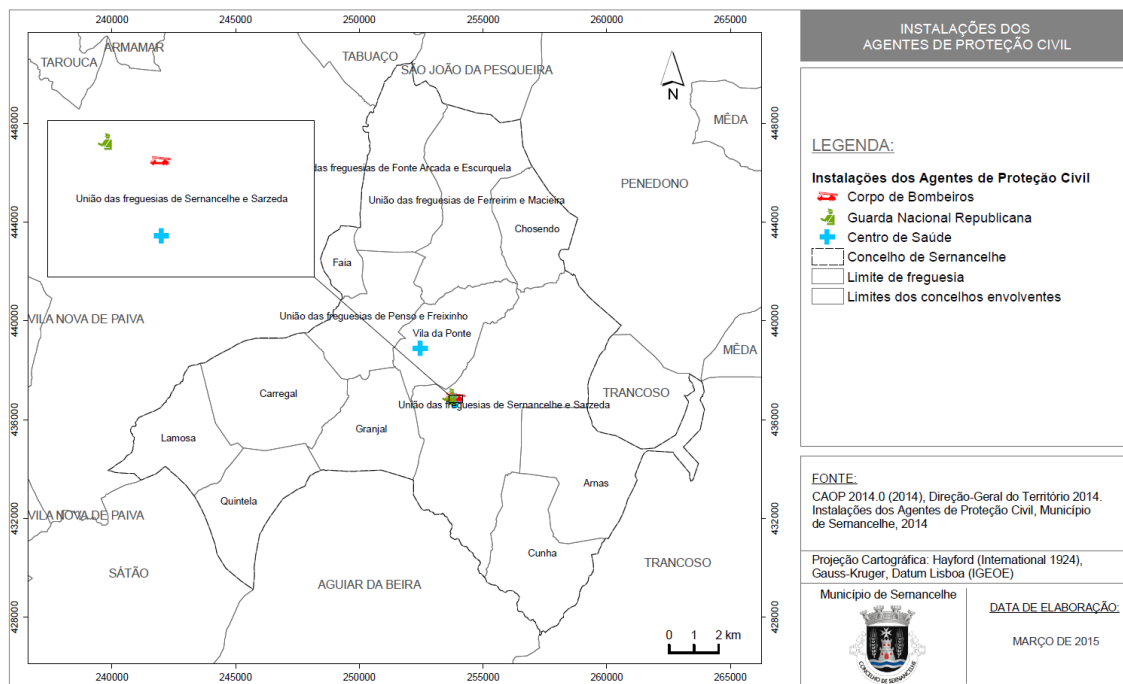 240000 245000 250000 255000 260000 265000
INSTALAÇÕES DOS
AGENTES DE PROTEÇÃO CIVIL
ARMAMAR
TAROUCA
TABUAÇO
SÃO JOÃO DA PESQUEIRA
N
MÊDA
PENEDONO
448000
448000
das freguesias de Fonte Arcada e Escurquela
União das freguesias de Sernancelhe e Sarzeda
União das freguesias de Ferreirim e Macieira
Chosendo
444000
444000
Faia
União das freguesias de Penso e Freixinho
VILA NOVA DE PAIVA
Vila da Ponte
440000
440000
MÊDA
TRANCOSO
Carregal
União das freguesias de Sernancelhe e Sarzeda
436000
436000
Granjal
Lamosa
Arnas
Quintela
VILA NOVA DE PAIVA
432000
432000
Cunha
TRANCOSO
SÁTÃO
AGUIAR DA BEIRA
428000
428000
0 1 2 km
240000 245000 250000 255000 260000 265000
LEGENDA:
Instalações dos Agentes de Proteção Civil
Corpo de Bombeiros
Guarda Nacional Republicana
Centro de Saúde
Concelho de Sernancelhe
Limite de freguesia
Limites dos concelhos envolventes
FONTE:
CAOP 2014.0 (2014), Direção-Geral do Território 2014.
Instalações dos Agentes de Proteção Civil, Município
de Sernancelhe, 2014
Projeção Cartográfica: Hayford (International 1924),
Gauss-Kruger, Datum Lisboa (IGEOE)
Município de Sernancelhe
CONCELHO DE SERNANCELHE
DATA DE ELABORAÇÃO:
MARÇO DE 2015